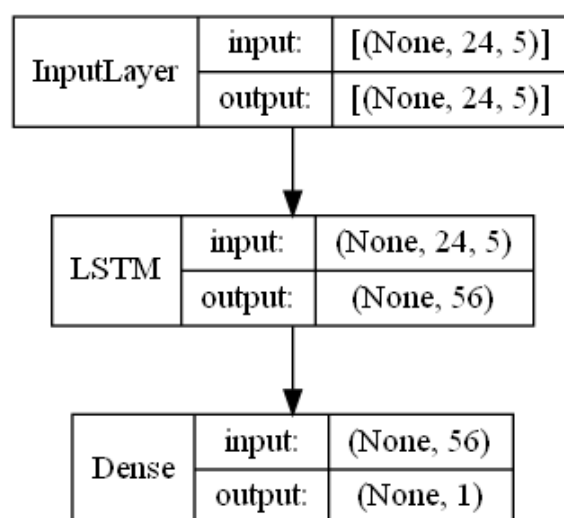 InputLayer
input: [(None, 24, 5)]
output: [(None, 24, 5)]
LSTM
input: (None, 24, 5)
output: (None, 56)
Dense
input: (None, 56)
output: (None, 1)